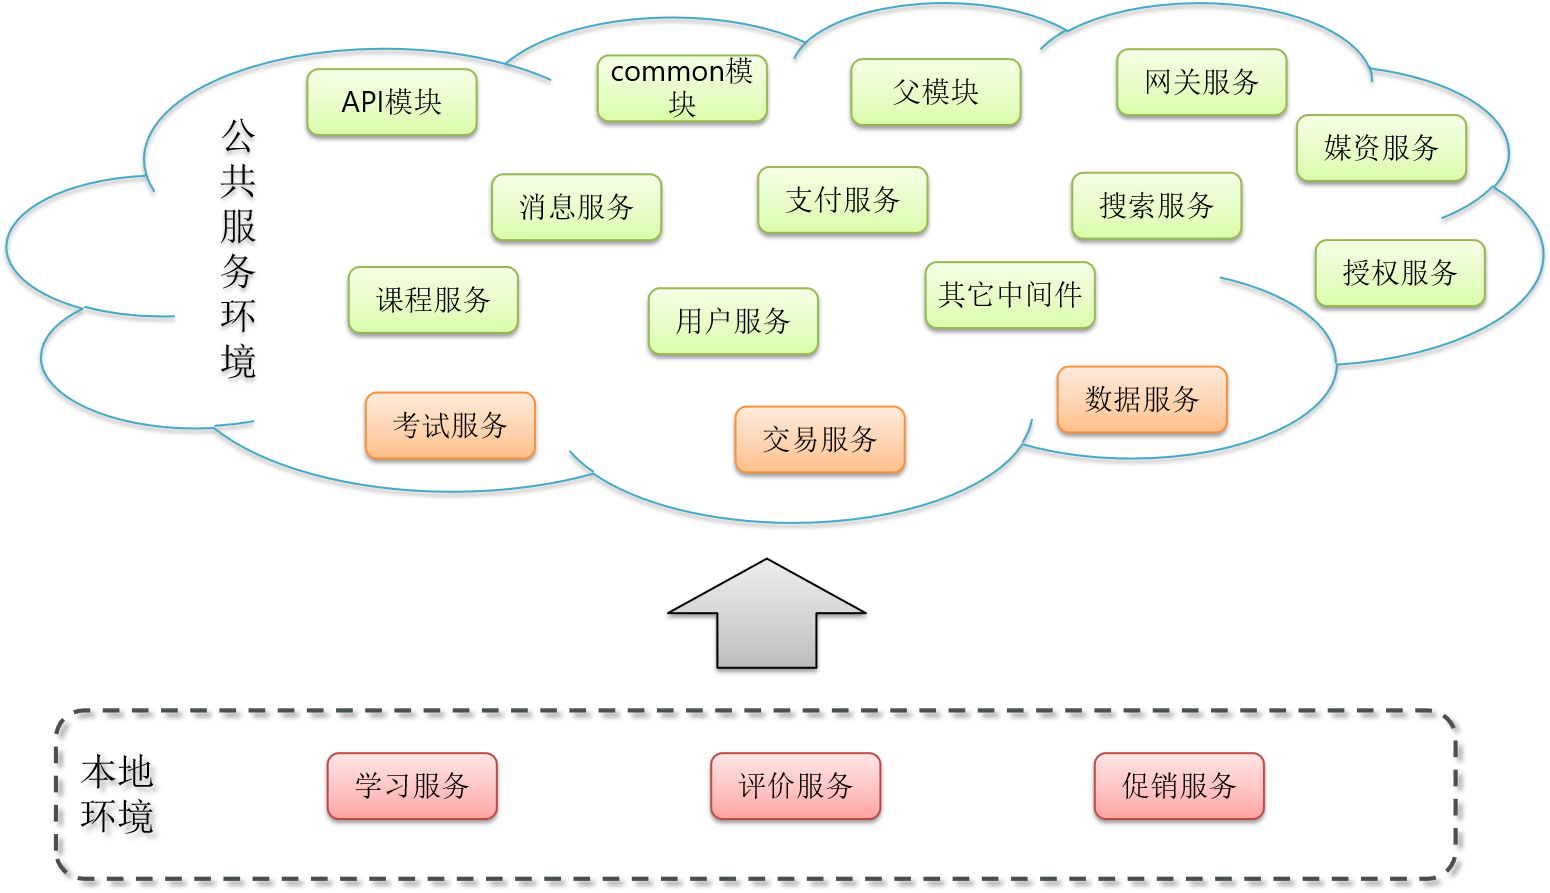 公
共
服
务
环
境
API模块
common模
块
父模块
网关服务
媒资服务
消息服务
支付服务
搜索服务
授权服务
课程服务
用户服务
其它中间件
考试服务
交易服务
数据服务
本地
环境
学习服务
评价服务
促销服务